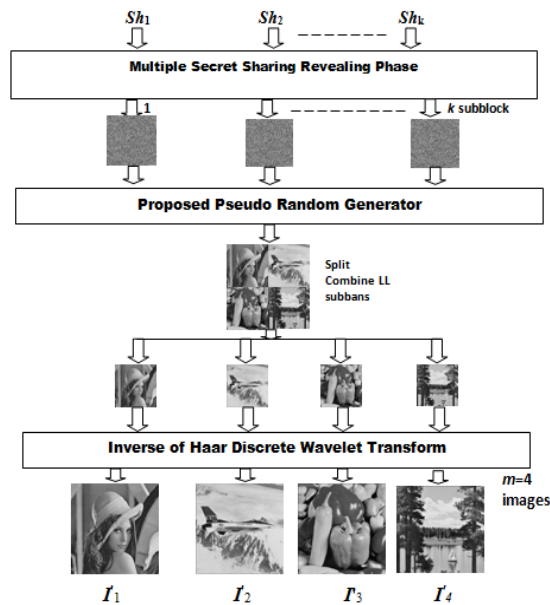 Sh1 Sh2 Shk
Multiple Secret Sharing Revealing Phase
1 k subblock
Proposed Pseudo Random Generator
Split
Combine LL
subbans
Inverse of Haar Discrete Wavelet Transform
m=4
images
I'1 I'2 I'3 I'4